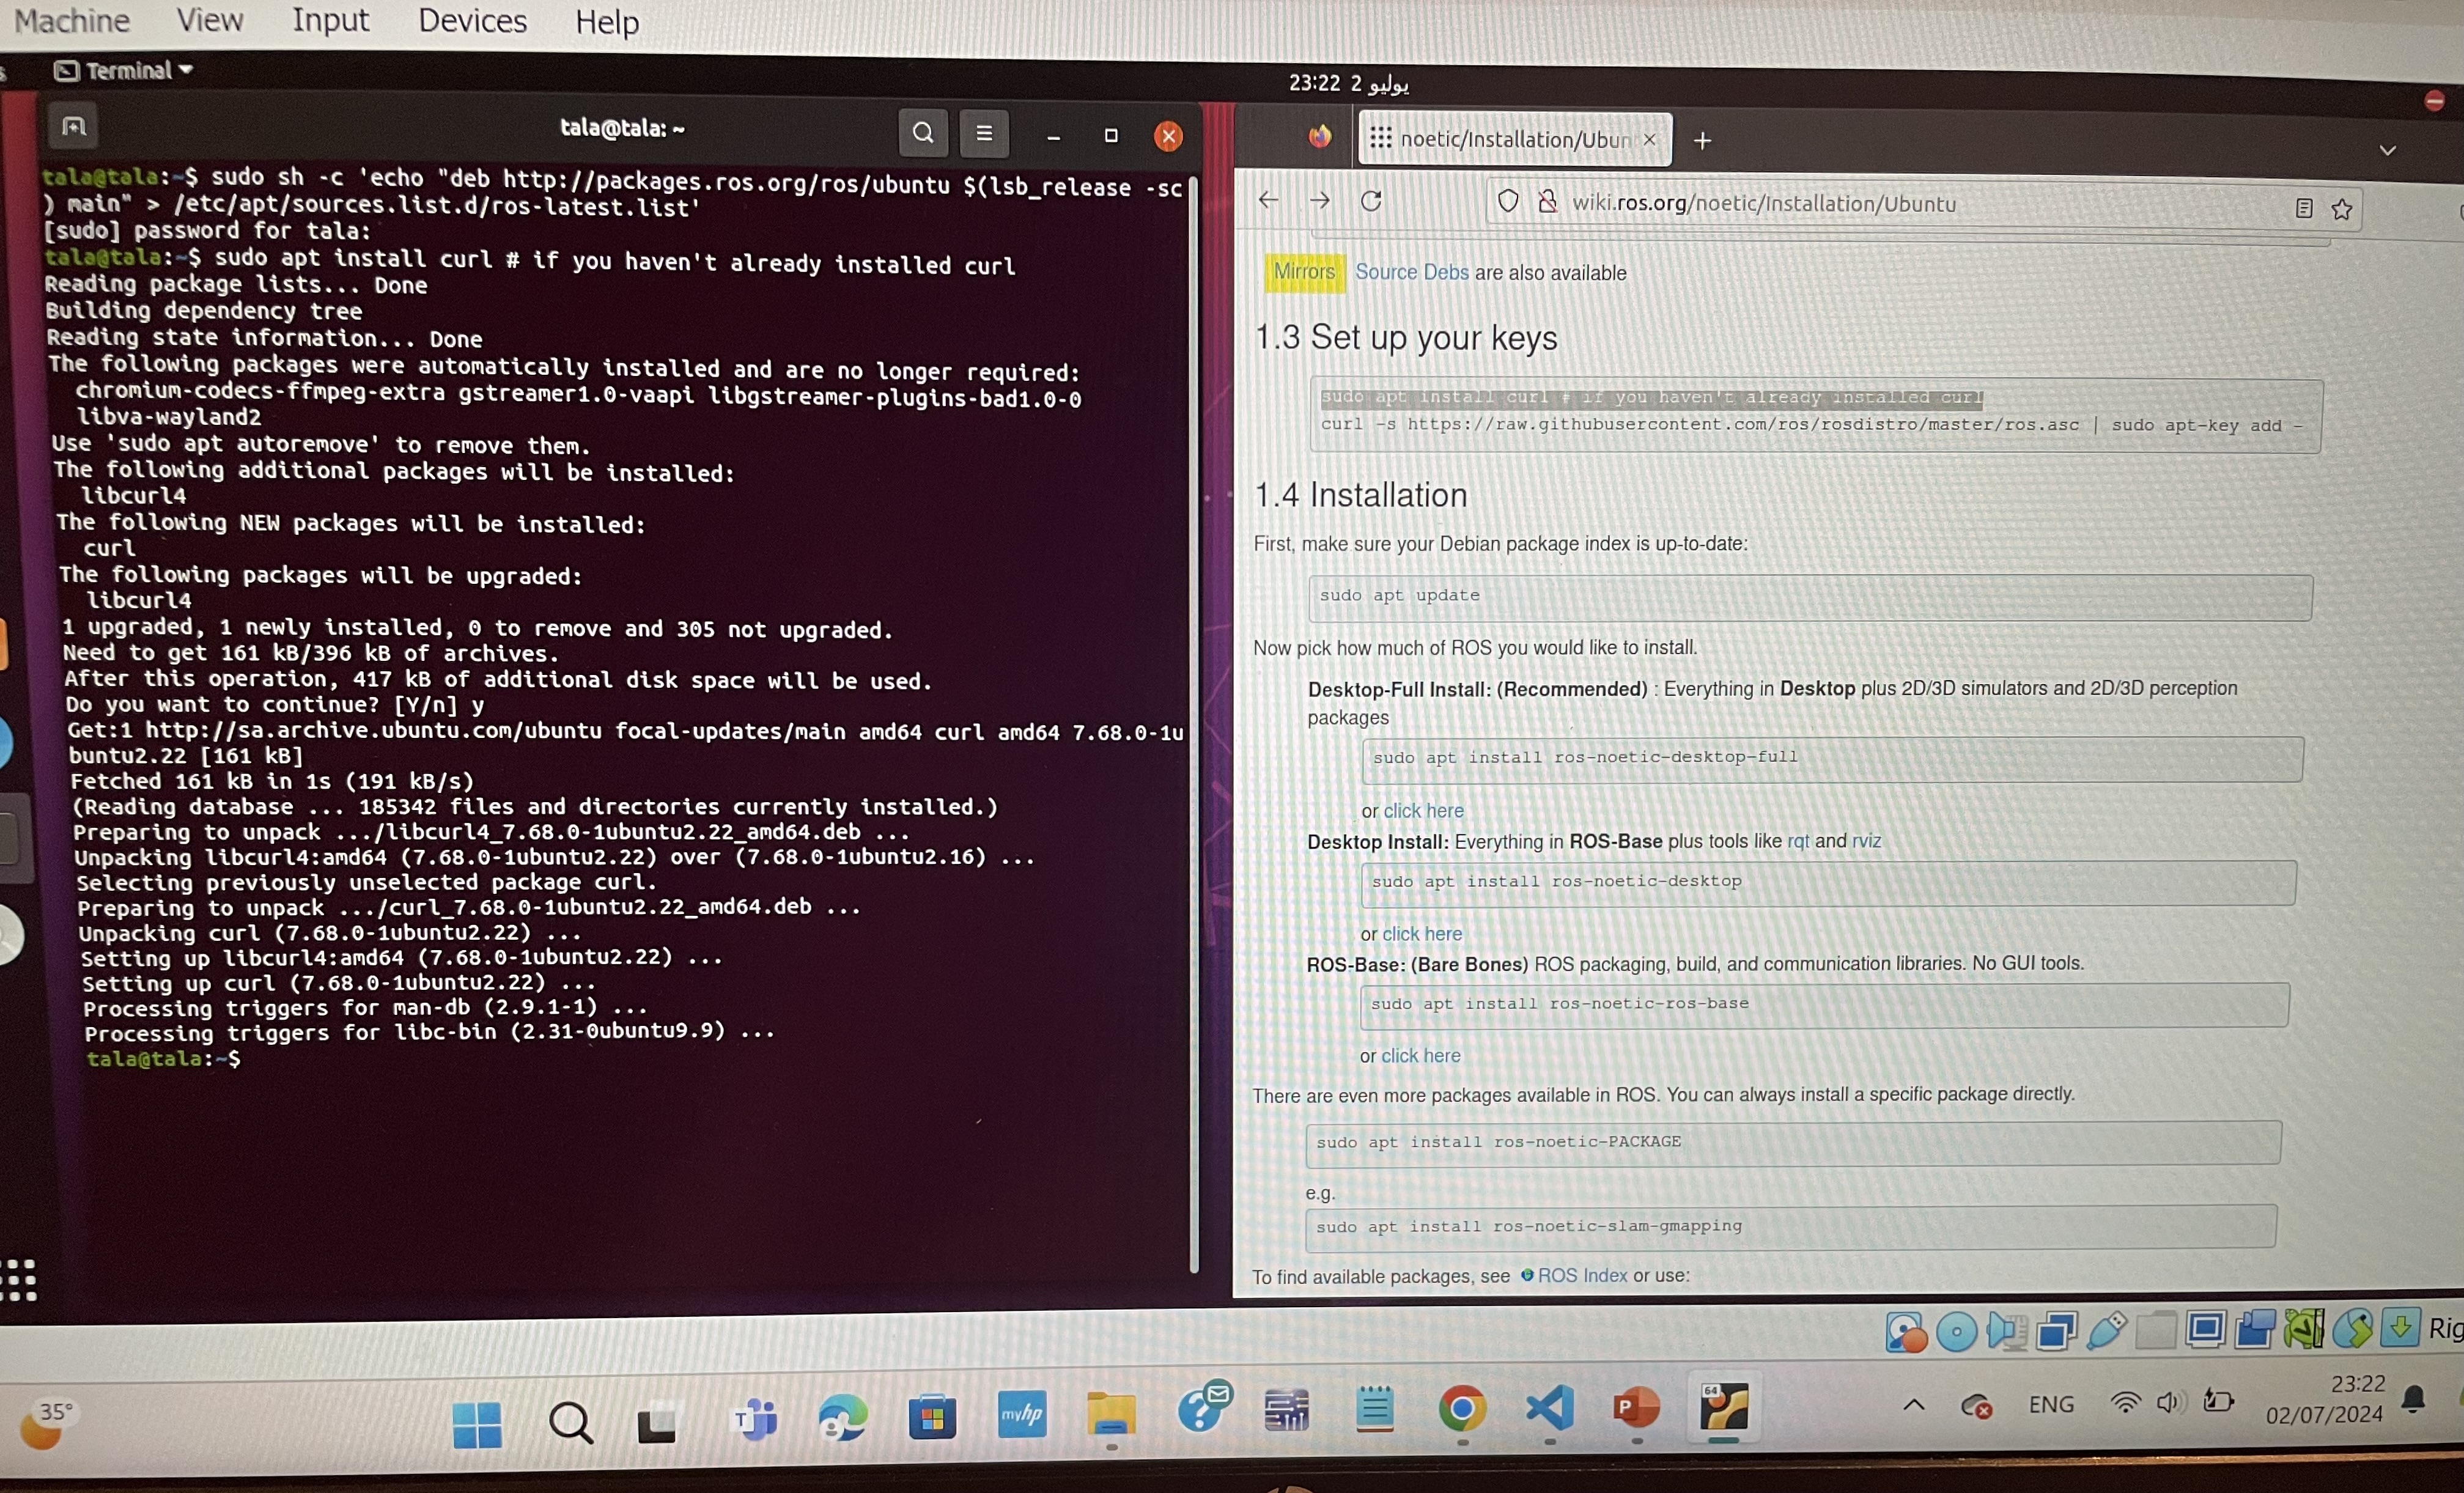 Machine View Input Devices Help
Terminal
23:22 2 يوليو
tala@tala: ~
tala@tala:~$ sudo sh -c 'echo "deb http://packages.ros.org/ros/ubuntu $(lsb_release -sc
) main" > /etc/apt/sources.list.d/ros-latest.list'
[sudo] password for tala:
tala@tala:~$ sudo apt install curl # if you haven't already installed curl
Reading package lists... Done
Building dependency tree
Reading state information... Done
The following packages were automatically installed and are no longer required:
chromium-codecs-ffmpeg-extra gstreamer1.0-vaapi libgstreamer-plugins-bad1.0-0
libva-wayland2
Use 'sudo apt autoremove' to remove them.
The following additional packages will be installed:
libcurl4
The following NEW packages will be installed:
curl
The following packages will be upgraded:
libcurl4
1 upgraded, 1 newly installed, 0 to remove and 305 not upgraded.
Need to get 161 kB/396 kB of archives.
After this operation, 417 kB of additional disk space will be used.
Do you want to continue? [Y/n] y
Get:1 http://sa.archive.ubuntu.com/ubuntu focal-updates/main amd64 curl amd64 7.68.0-1u
buntu2.22 [161 kB]
Fetched 161 kB in 1s (191 kB/s)
(Reading database ... 185342 files and directories currently installed.)
Preparing to unpack .../libcurl4_7.68.0-1ubuntu2.22_amd64.deb ...
Unpacking libcurl4:amd64 (7.68.0-1ubuntu2.22) over (7.68.0-1ubuntu2.16) ...
Selecting previously unselected package curl.
Preparing to unpack .../curl_7.68.0-1ubuntu2.22_amd64.deb ...
Unpacking curl (7.68.0-1ubuntu2.22) ...
Setting up libcurl4:amd64 (7.68.0-1ubuntu2.22) ...
Setting up curl (7.68.0-1ubuntu2.22) ...
Processing triggers for man-db (2.9.1-1) ...
Processing triggers for libc-bin (2.31-0ubuntu9.9) ...
tala@tala:~$
noetic/Installation/Ubun
wiki.ros.org/noetic/Installation/Ubuntu
Mirrors Source Debs are also available
1.3 Set up your keys
sudo apt install curl # if you haven't already installed curl
curl -s https://raw.githubusercontent.com/ros/rosdistro/master/ros.asc | sudo apt-key add -
1.4 Installation
First, make sure your Debian package index is up-to-date:
sudo apt update
Now pick how much of ROS you would like to install.
Desktop-Full Install: (Recommended) : Everything in Desktop plus 2D/3D simulators and 2D/3D perception
packages
sudo apt install ros-noetic-desktop-full
or click here
Desktop Install: Everything in ROS-Base plus tools like rqt and rviz
sudo apt install ros-noetic-desktop
or click here
ROS-Base: (Bare Bones) ROS packaging, build, and communication libraries. No GUI tools.
sudo apt install ros-noetic-ros-base
or click here
There are even more packages available in ROS. You can always install a specific package directly.
sudo apt install ros-noetic-PACKAGE
e.g.
sudo apt install ros-noetic-slam-gmapping
To find available packages, see ROS Index or use:
Rig
35°
myhp
64
ENG
23:22
02/07/2024